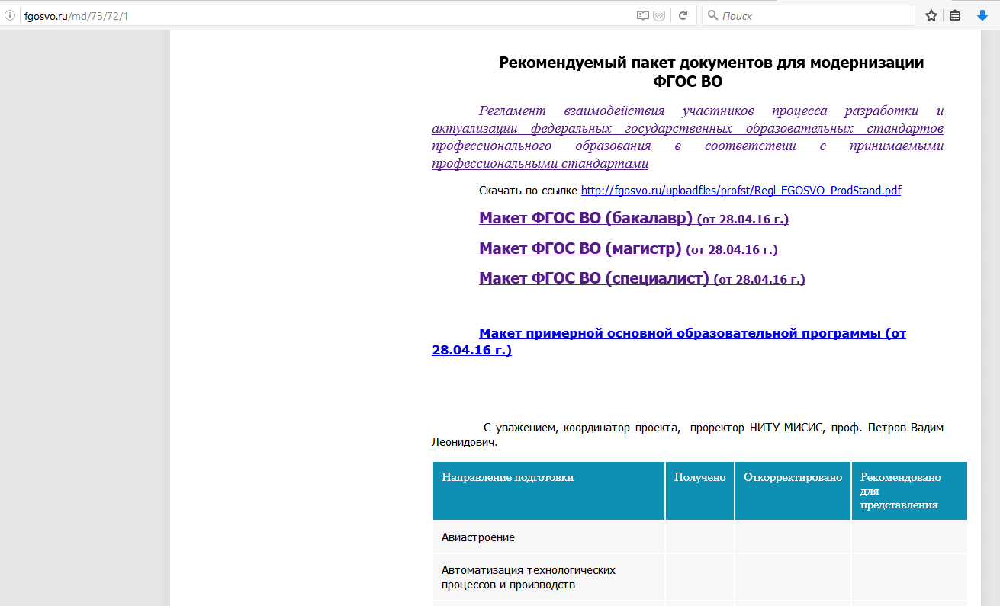 fgosvo.ru/md/73/72/1
Поиск
Рекомендуемый пакет документов для модернизации
ФГОС ВО
Регламент взаимодействия участников процесса разработки и
актуализации федеральных государственных образовательных стандартов
профессионального образования в соответствии с принимаемыми
профессиональными стандартами
Скачать по ссылке http://fgosvo.ru/uploadfiles/profst/Regl_FGOSVO_ProdStand.pdf
Макет ФГОС ВО (бакалавр) (от 28.04.16 г.)
Макет ФГОС ВО (магистр) (от 28.04.16 г.)
Макет ФГОС ВО (специалист) (от 28.04.16 г.)
Макет примерной основной образовательной программы (от
28.04.16 г.)
С уважением, координатор проекта, проректор НИТУ МИСИС, проф. Петров Вадим
Леонидович.
Направление подготовки Получено Откорректировано Рекомендовано
для
представления
Авиастроение
Автоматизация технологических
процессов и производств